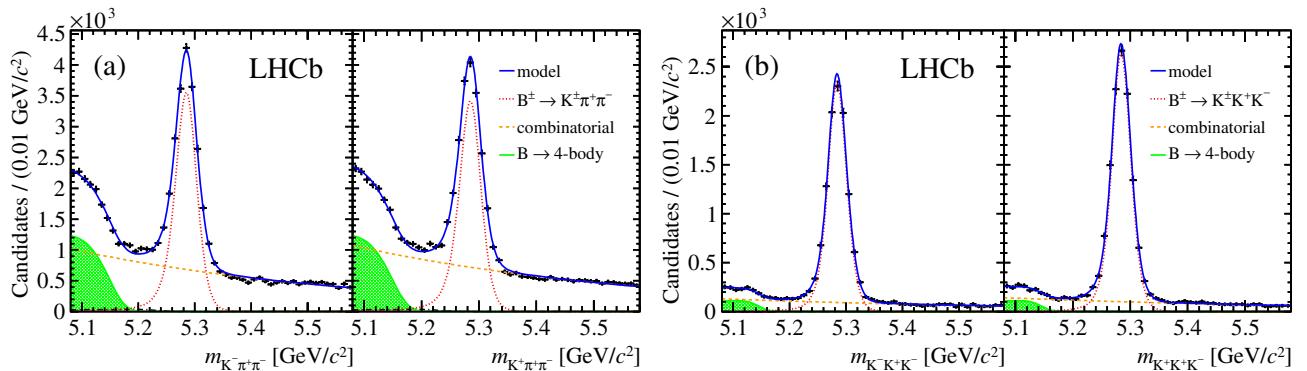 ×10³
(a)
LHCb
model
B± → K±π⁺π⁻
combinatorial
B → 4-body
Candidates / (0.01 GeV/c²)
4.5
4
3.5
3
2.5
2
1.5
1
0.5
0
5.1 5.2 5.3 5.4 5.5
5.1 5.2 5.3 5.4 5.5
m K⁻π⁺π⁻ [GeV/c²]
m K⁺π⁺π⁻ [GeV/c²]
×10³
(b)
LHCb
model
B± → K±K⁺K⁻
combinatorial
B → 4-body
Candidates / (0.01 GeV/c²)
2.5
2
1.5
1
0.5
0
5.1 5.2 5.3 5.4 5.5
5.1 5.2 5.3 5.4 5.5
m K⁻K⁺K⁻ [GeV/c²]
m K⁺K⁺K⁻ [GeV/c²]